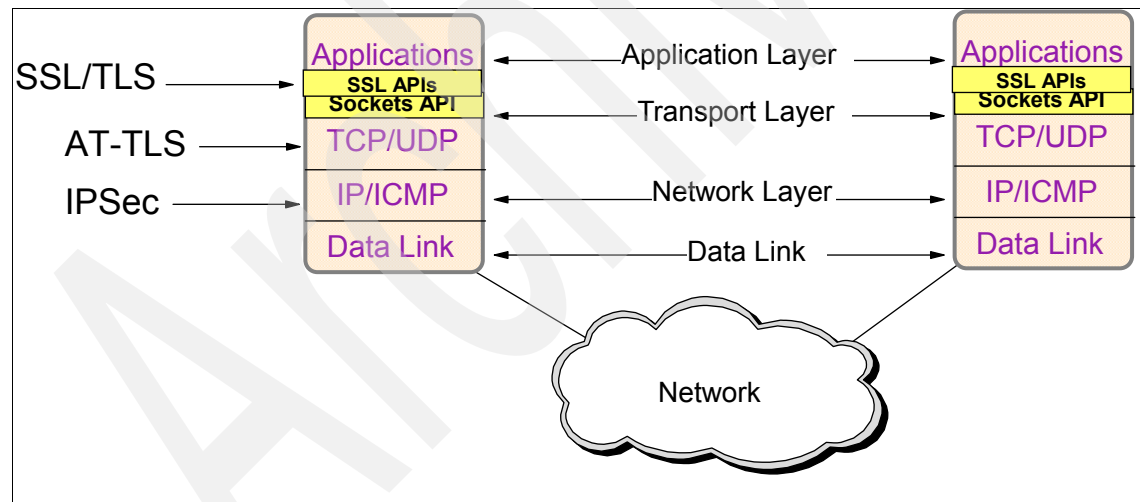 Applications
Application Layer
Applications
SSL/TLS
SSL APIs
SSL APIs
Sockets API
Transport Layer
Sockets API
AT-TLS
TCP/UDP
TCP/UDP
IPSec
IP/ICMP
Network Layer
IP/ICMP
Data Link
Data Link
Data Link
Network